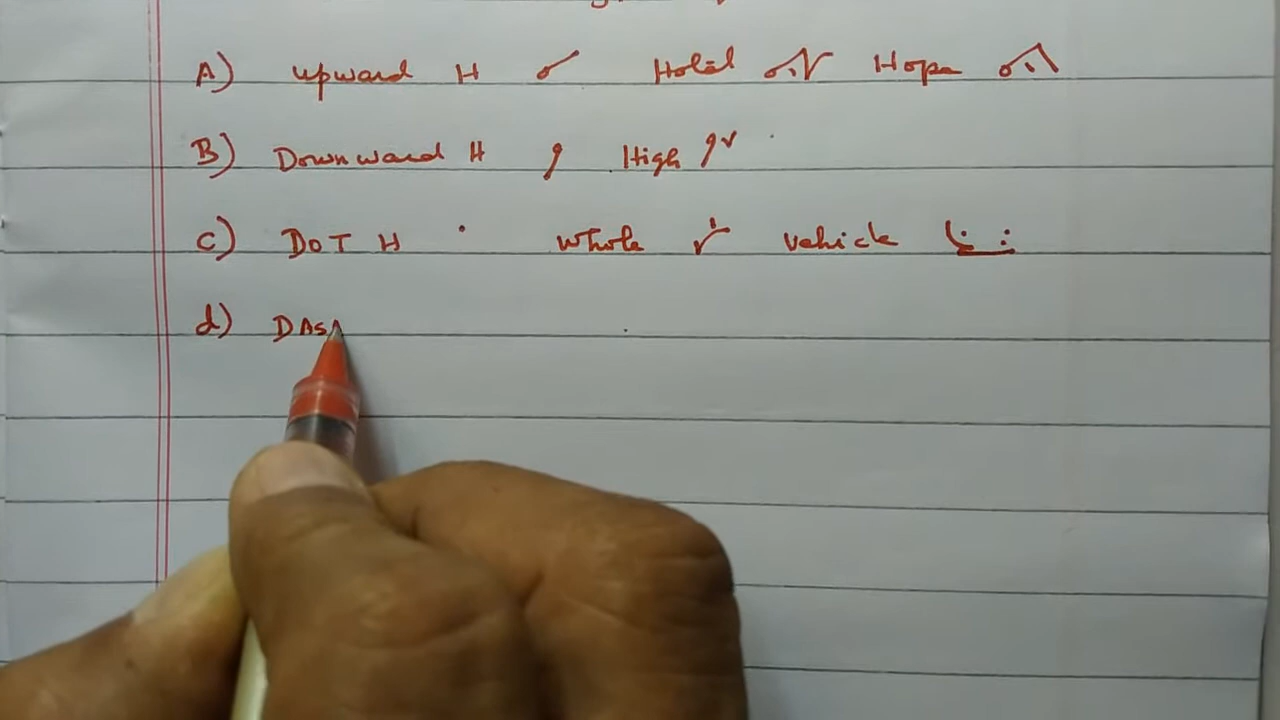 A) upward H Hotel Hope
B) Downward H High
C) DOT H Whole vehicle
d) DAS